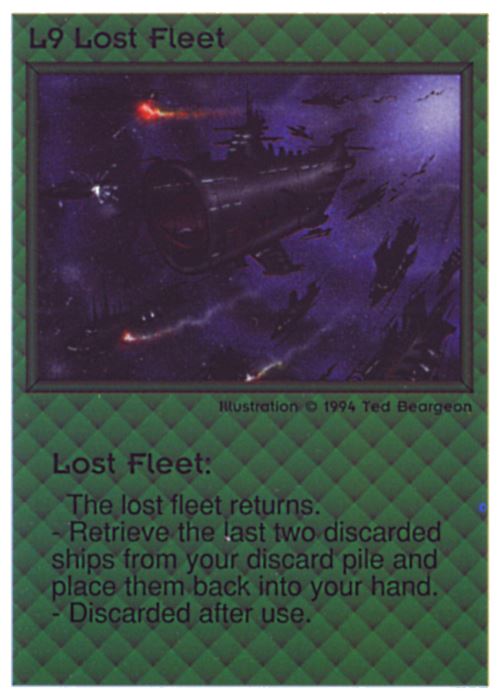 L9 Lost Fleet
Illustration © 1994 Ted Beargeon
Lost Fleet:
The lost fleet returns.
- Retrieve the last two discarded
ships from your discard pile and
place them back into your hand.
- Discarded after use.